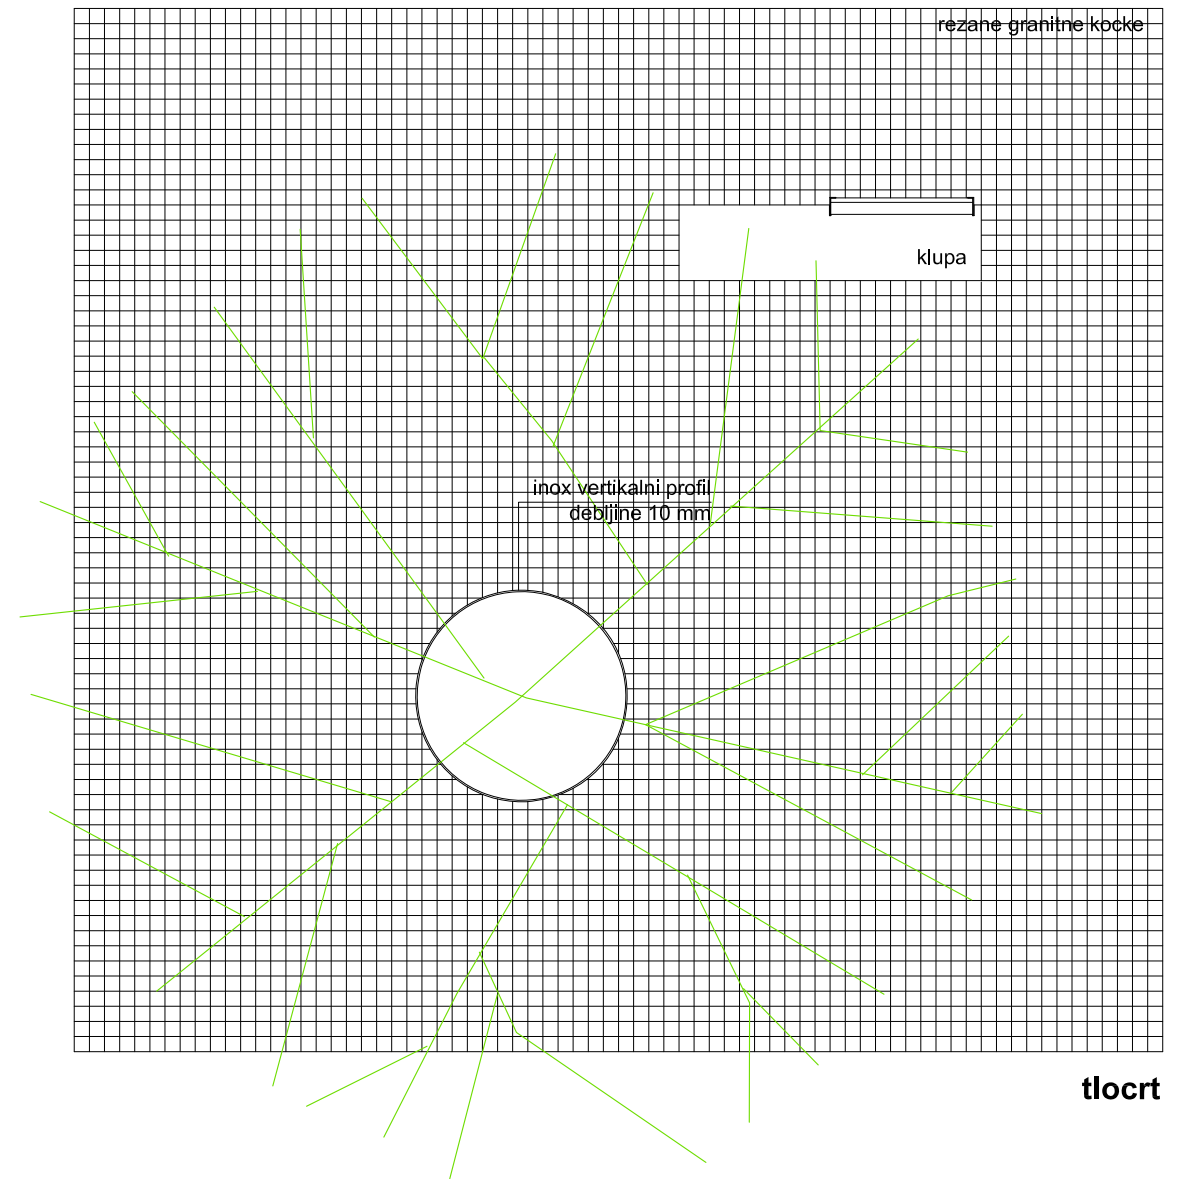 rezane granitne kocke
klupa
inox vertikalni profil
debljine 10 mm
tlocrt